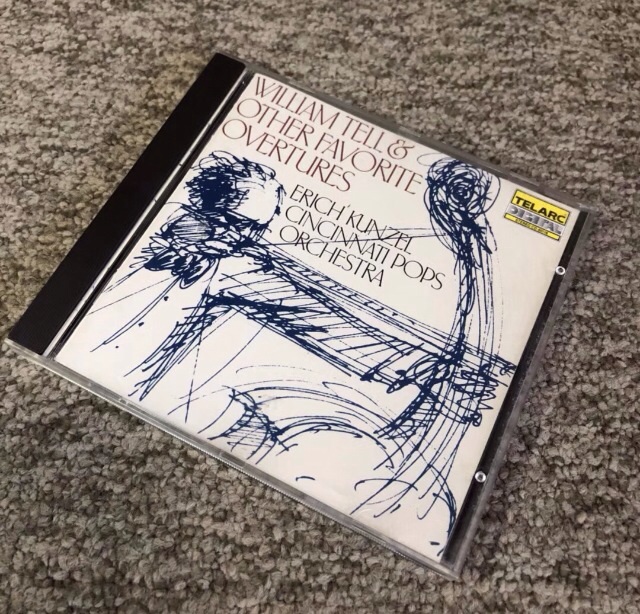 WILLIAM TELL &
OTHER FAVORITE
OVERTURES
ERICH KUNZEL
CINCINNATI POPS
ORCHESTRA
TELARC